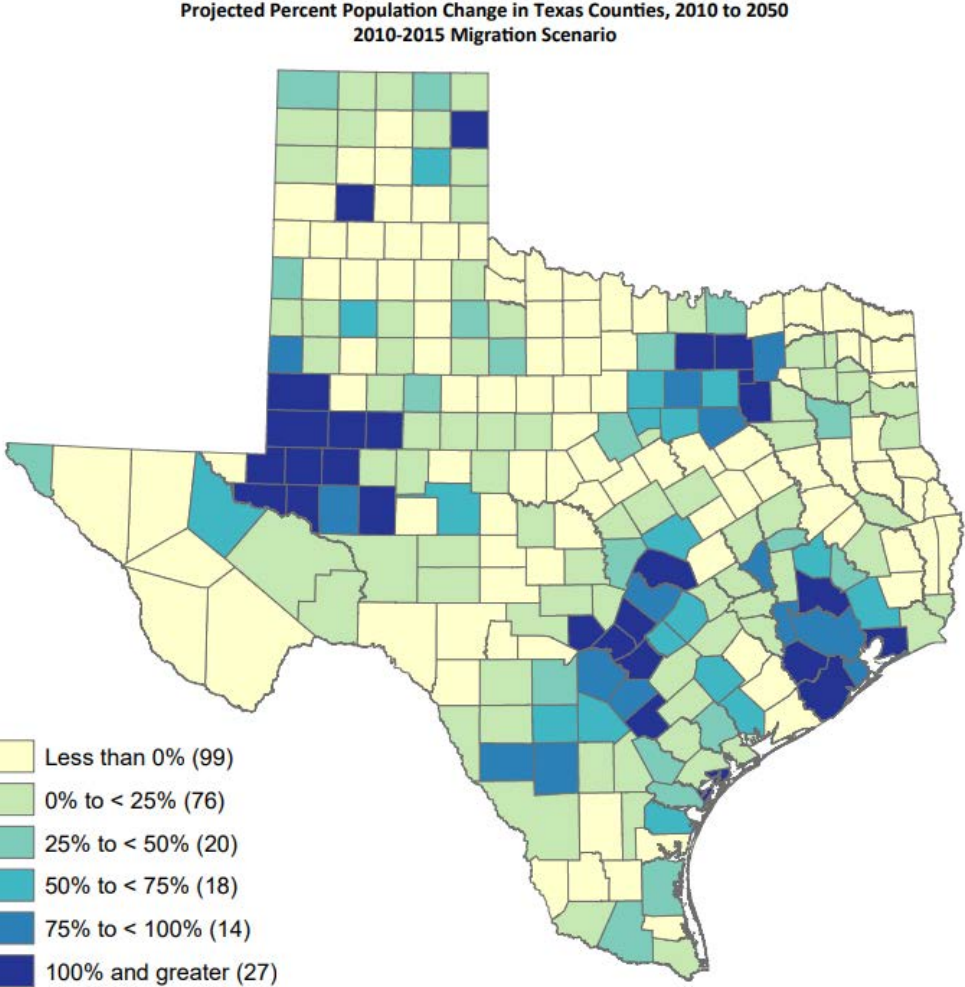 Projected Percent Population Change in Texas Counties, 2010 to 2050
2010-2015 Migration Scenario
Less than 0% (99)
0% to < 25% (76)
25% to < 50% (20)
50% to < 75% (18)
75% to < 100% (14)
100% and greater (27)